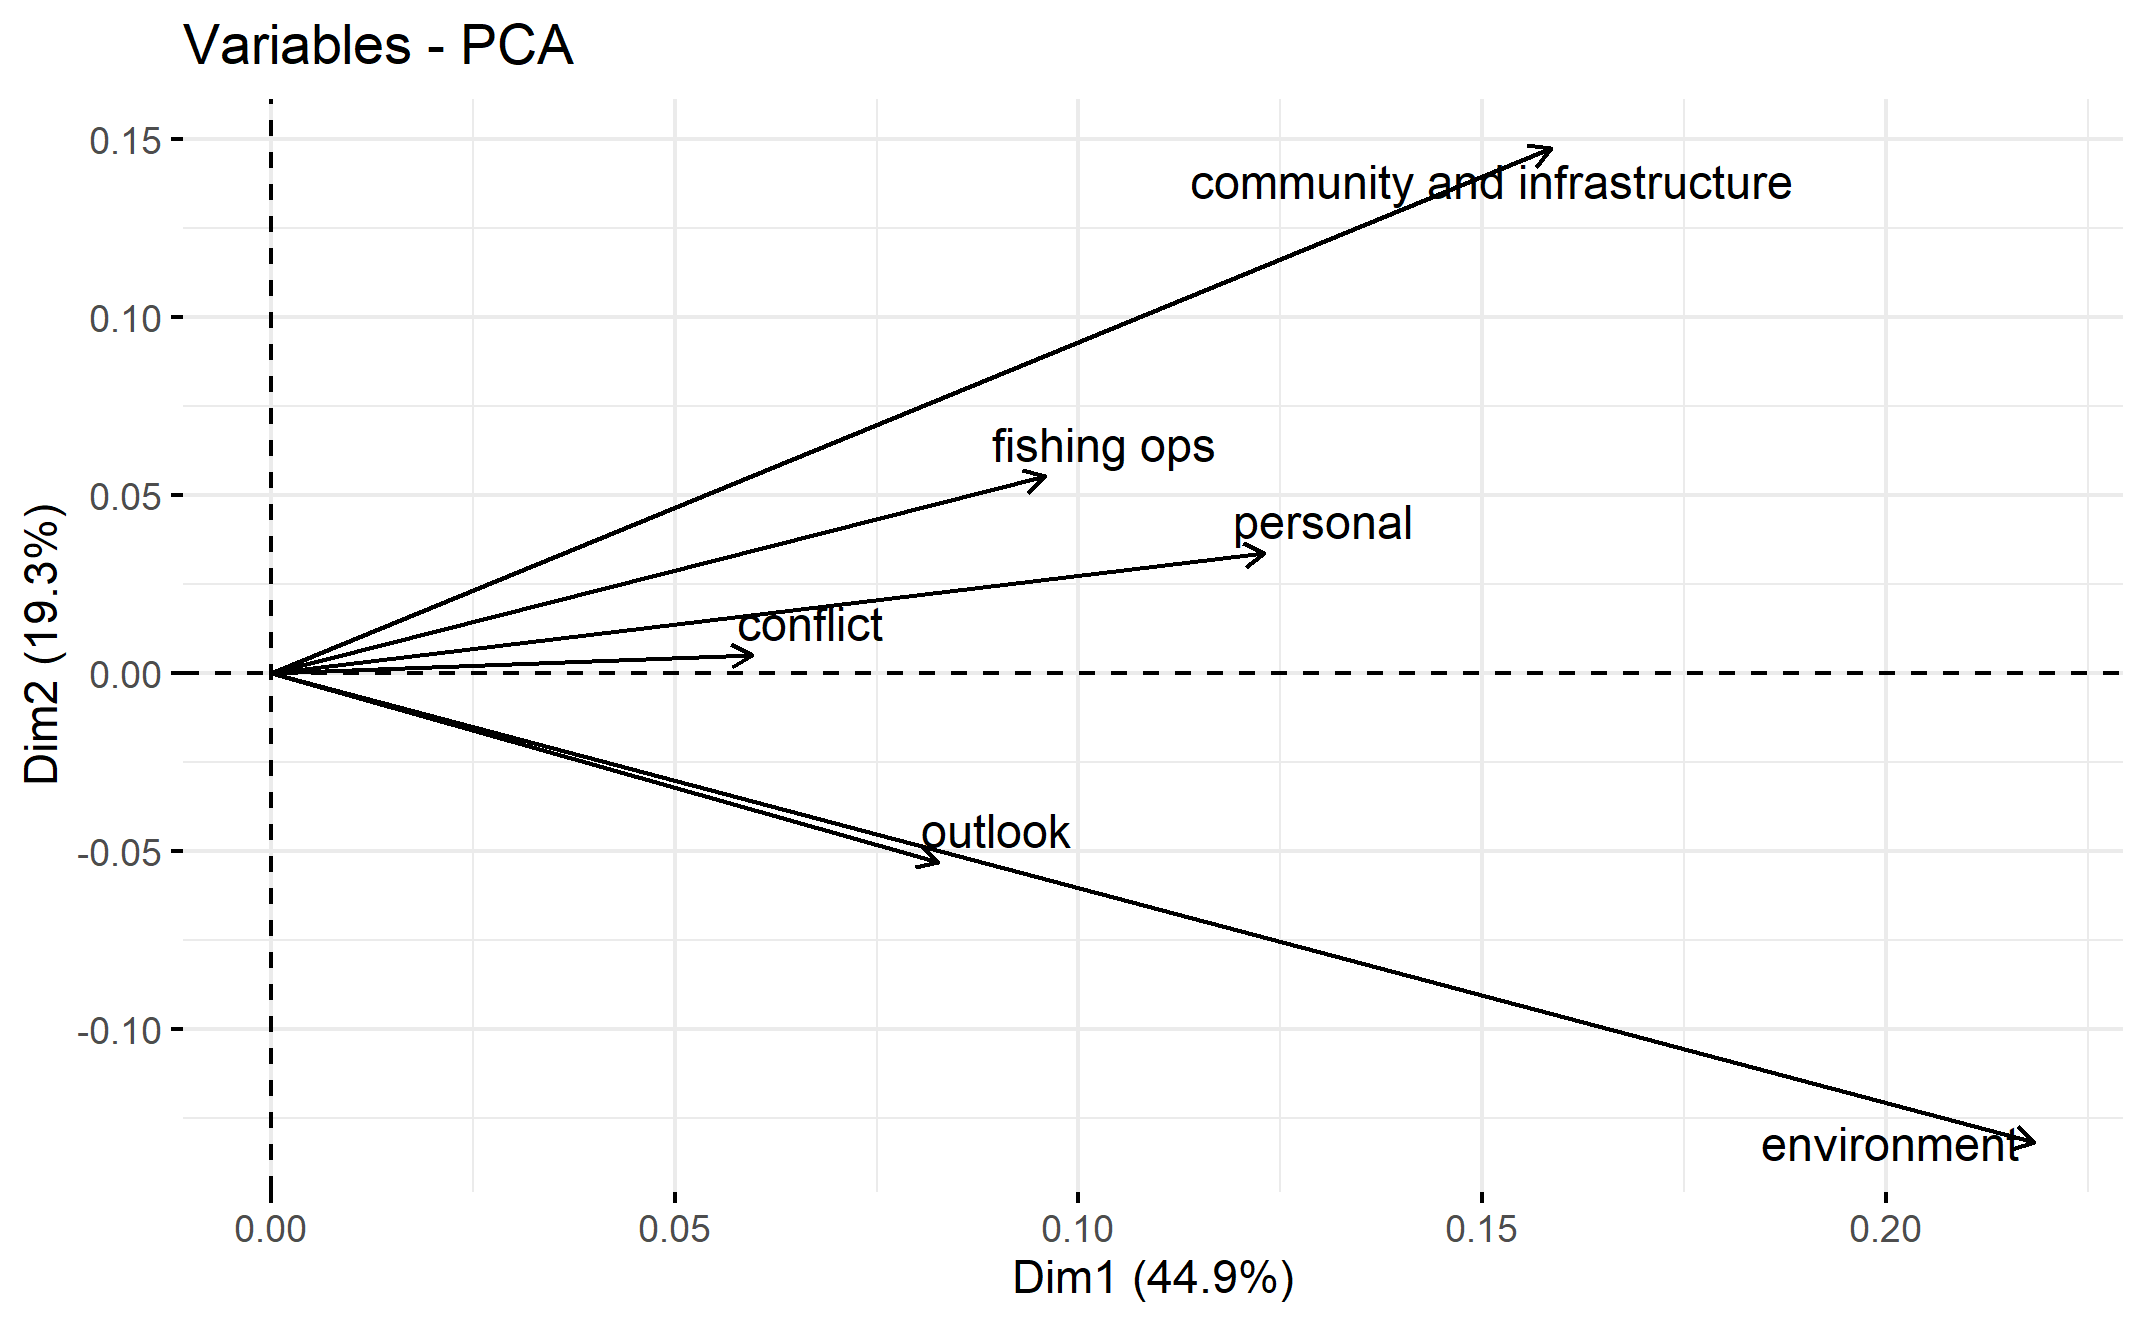 Variables - PCA
0.15
community and infrastructure
0.10
fishing ops
0.05
personal
conflict
0.00
Dim2 (19.3%)
outlook
-0.05
-0.10
environment
0.00 0.05 0.10 0.15 0.20
Dim1 (44.9%)